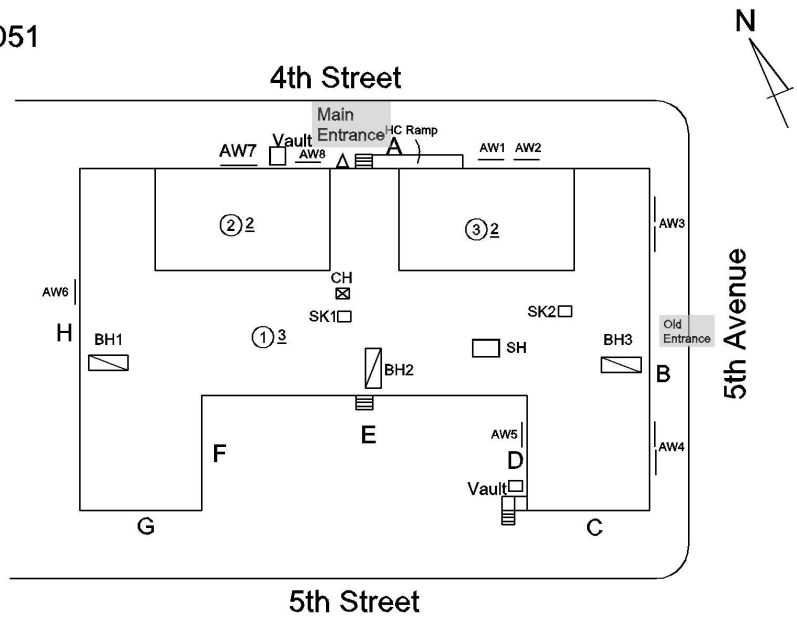 051
N
4th Street
Main
Entrance
HC Ramp
A
Vault
AW7
AW8
AW1
AW2
2 2
3 2
AW3
CH
AW6
SK1
SK2
Old
Entrance
H
BH1
1 3
SH
BH3
BH2
B
5th Avenue
E
F
AW5
D
AW4
Vault
G
C
5th Street